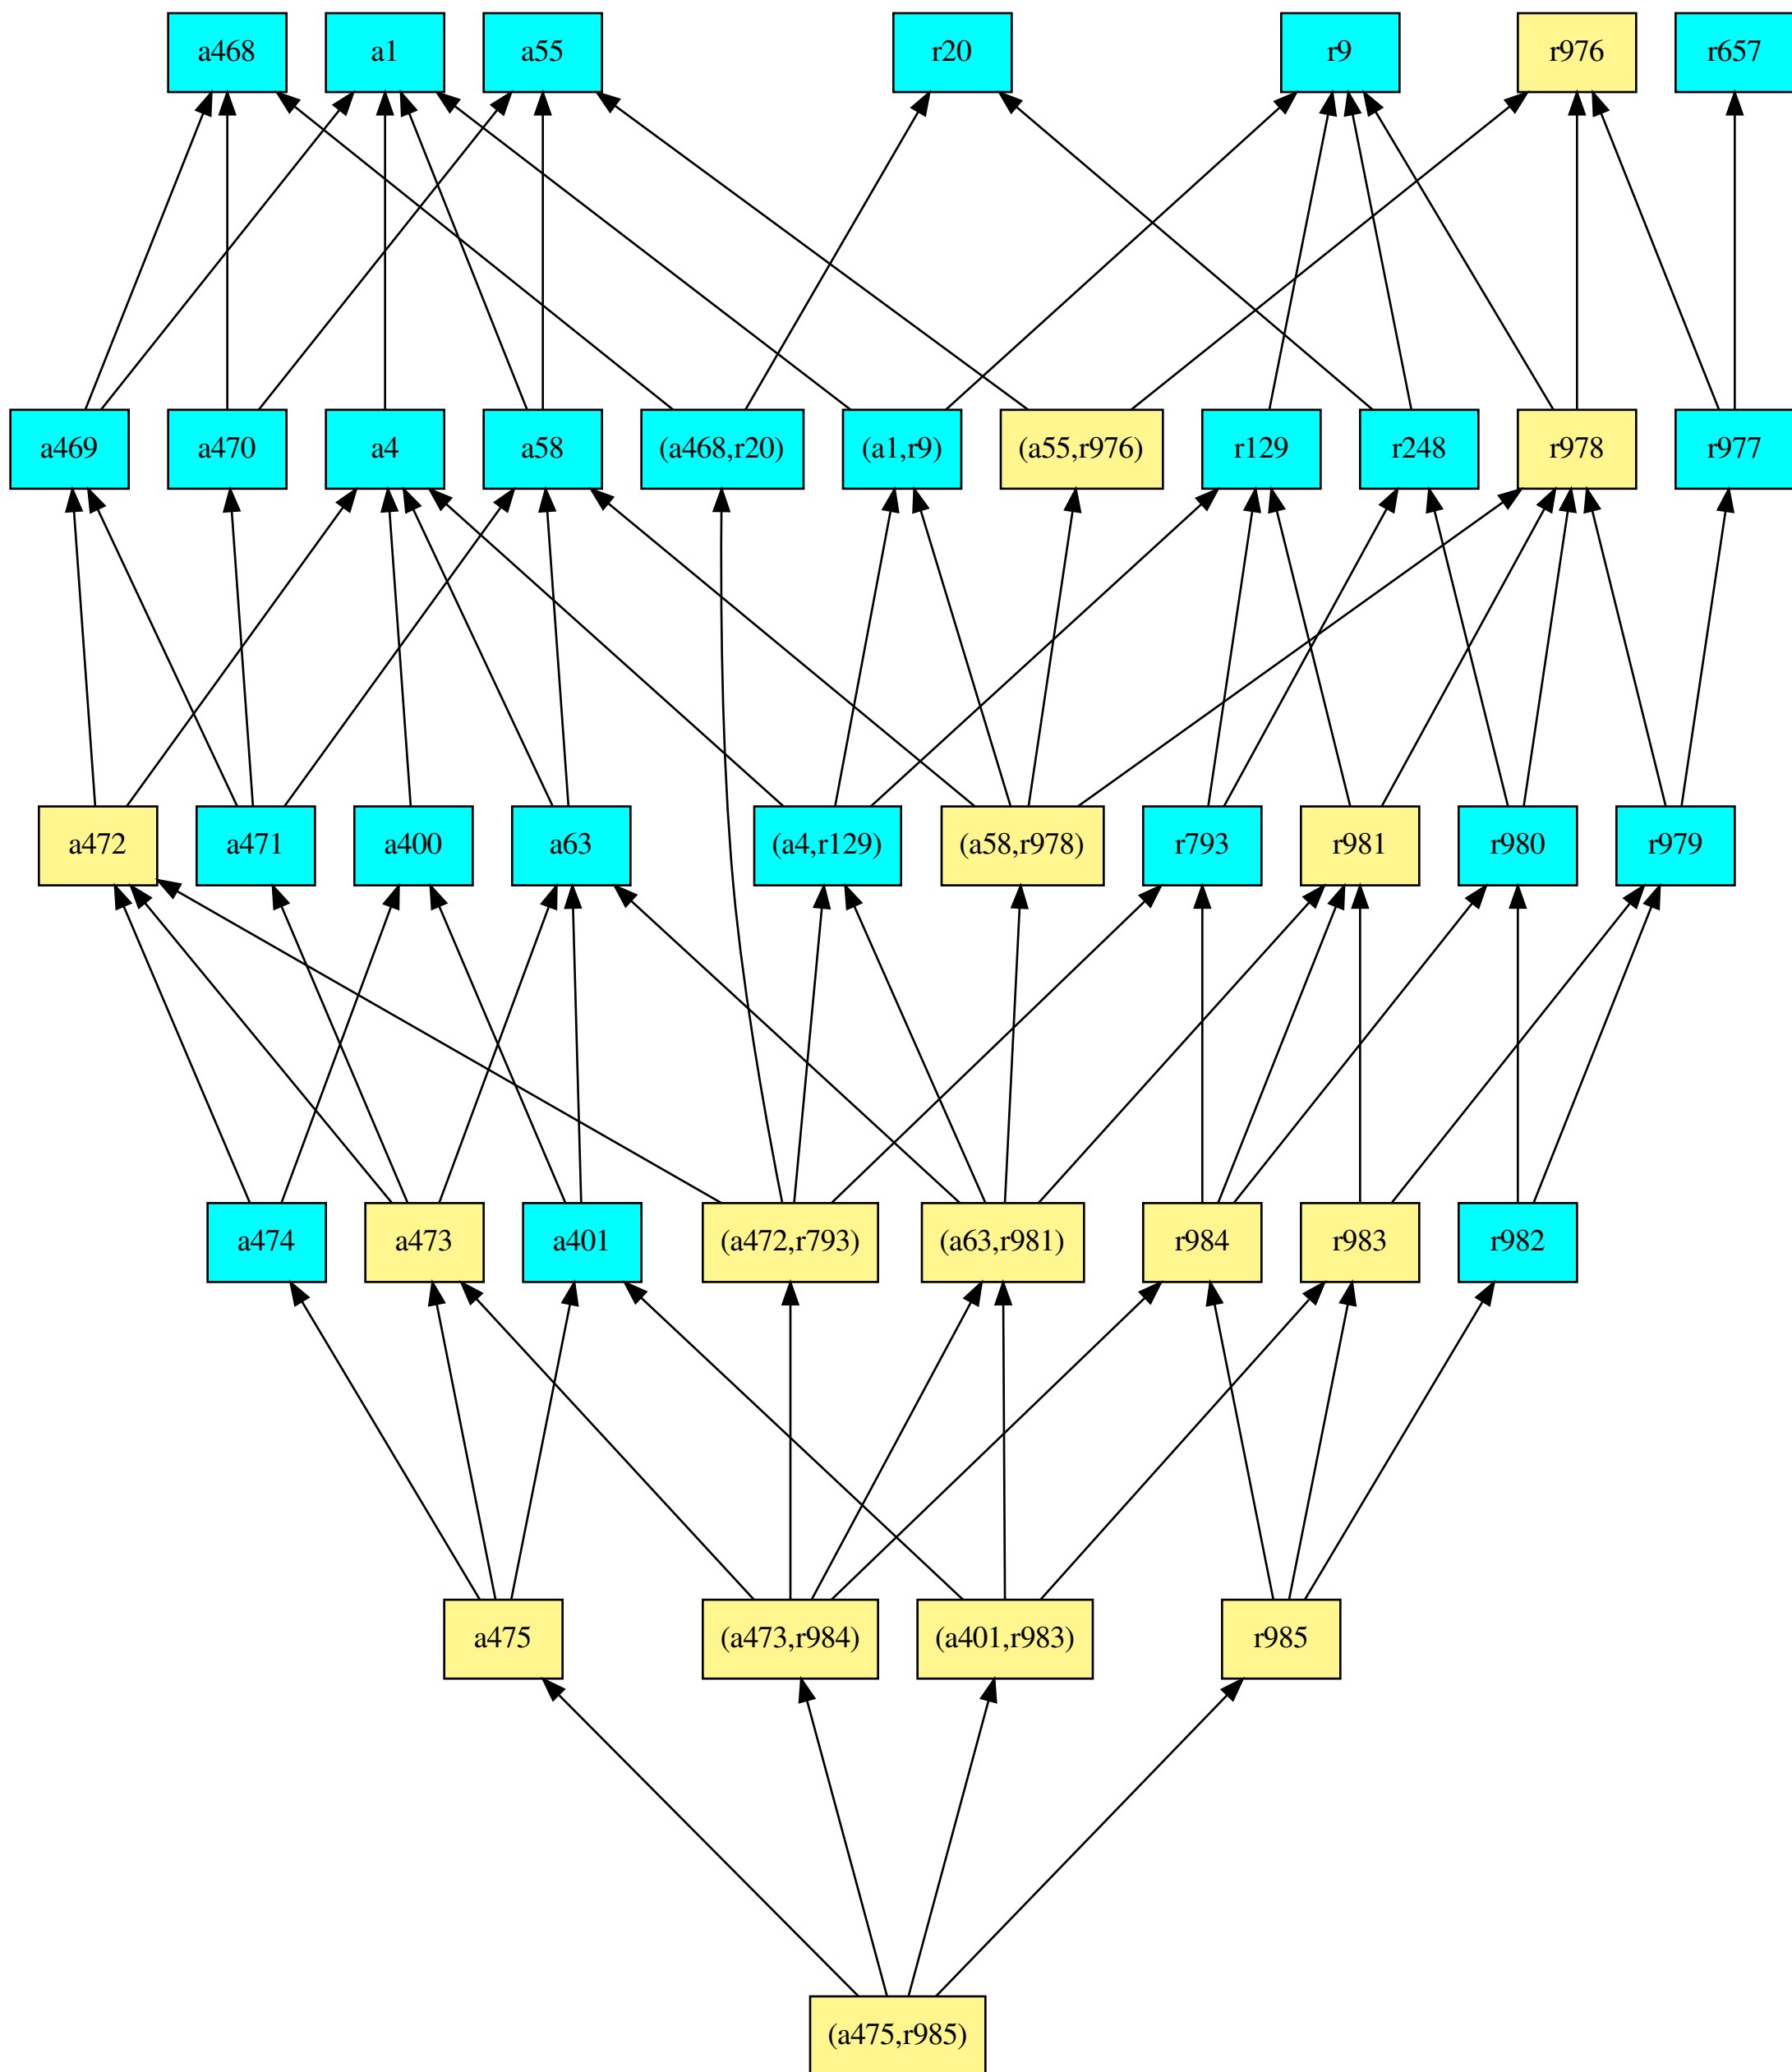 a468 a1 a55 r20 r9 r976 r657
a469 a470 a4 a58 (a468,r20) (a1,r9) (a55,r976) r129 r248 r978 r977
a472 a471 a400 a63 (a4,r129) (a58,r978) r793 r981 r980 r979
a474 a473 a401 (a472,r793) (a63,r981) r984 r983 r982
a475 (a473,r984) (a401,r983) r985
(a475,r985)